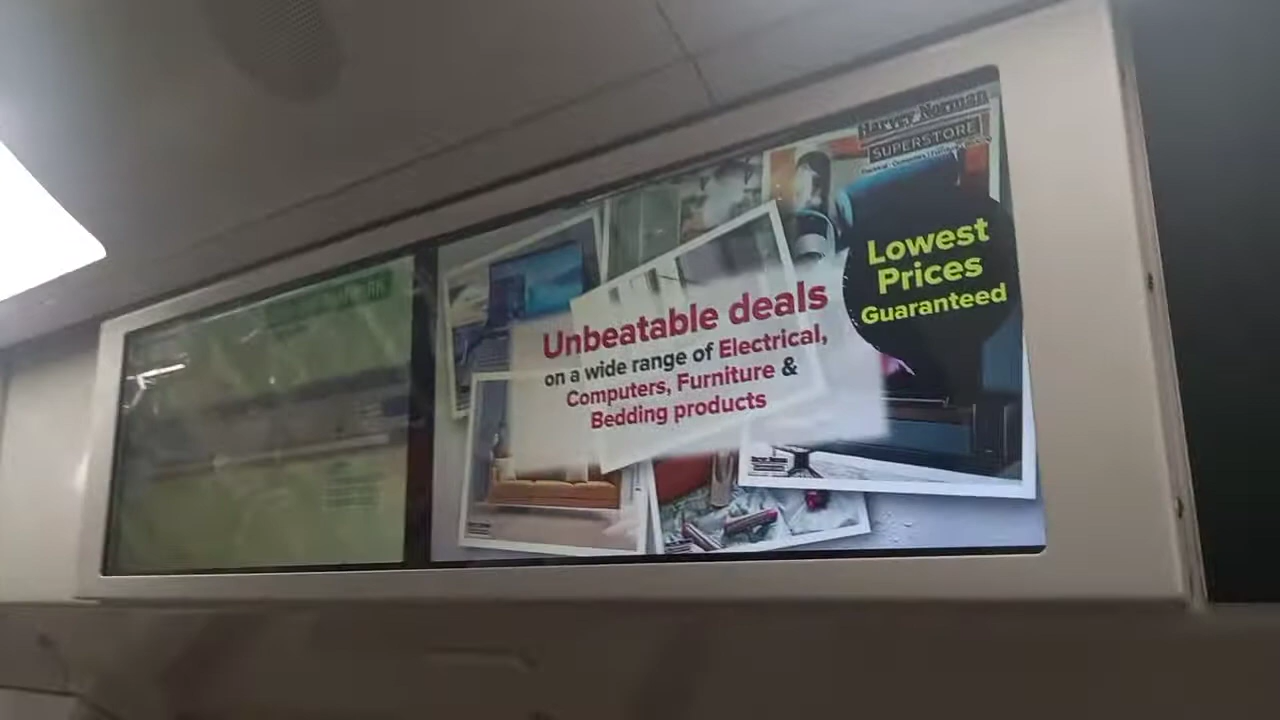 Harvey Norman
SUPERSTORE
Lowest
Prices
Guaranteed
Unbeatable deals
on a wide range of Electrical,
Computers, Furniture &
Bedding products